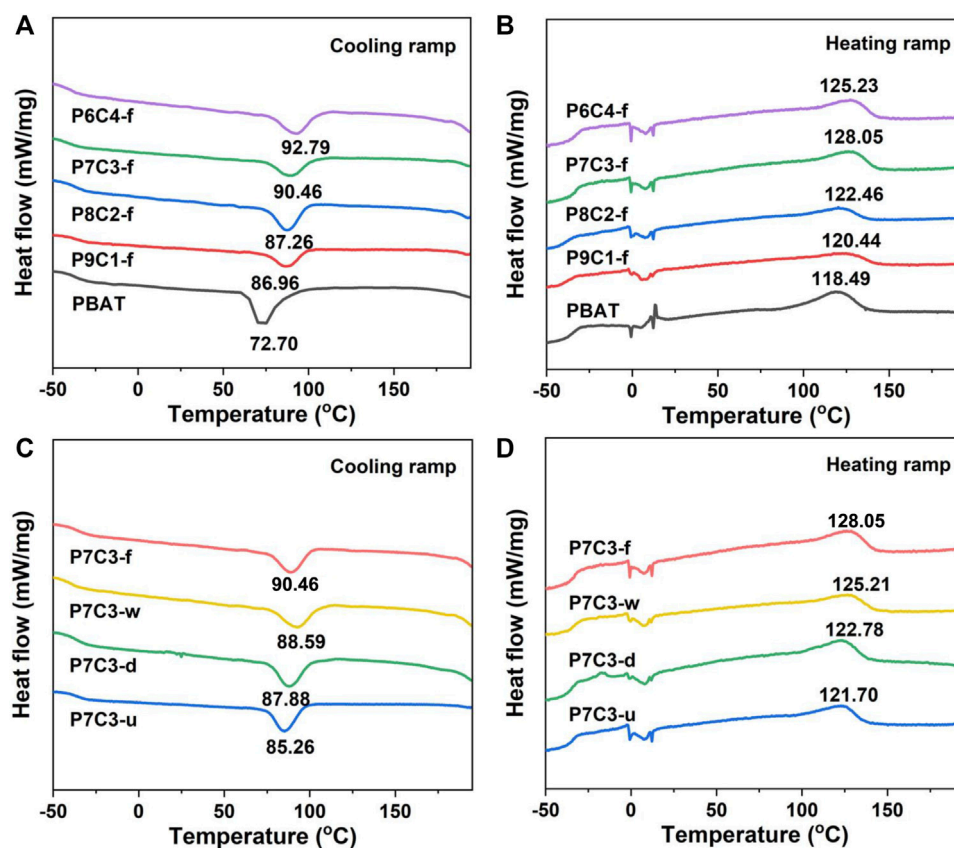 A
Cooling ramp
P6C4-f
92.79
P7C3-f
90.46
P8C2-f
87.26
P9C1-f
86.96
PBAT
72.70
Heat flow (mW/mg)
-50 0 50 100 150
Temperature (°C)
B
Heating ramp
125.23
P6C4-f
128.05
P7C3-f
122.46
P8C2-f
120.44
P9C1-f
118.49
PBAT
Heat flow (mW/mg)
-50 0 50 100 150
Temperature (°C)
C
Cooling ramp
P7C3-f
90.46
P7C3-w
88.59
P7C3-d
87.88
P7C3-u
85.26
Heat flow (mW/mg)
-50 0 50 100 150
Temperature (°C)
D
Heating ramp
128.05
P7C3-f
125.21
P7C3-w
122.78
P7C3-d
121.70
P7C3-u
Heat flow (mW/mg)
-50 0 50 100 150
Temperature (°C)